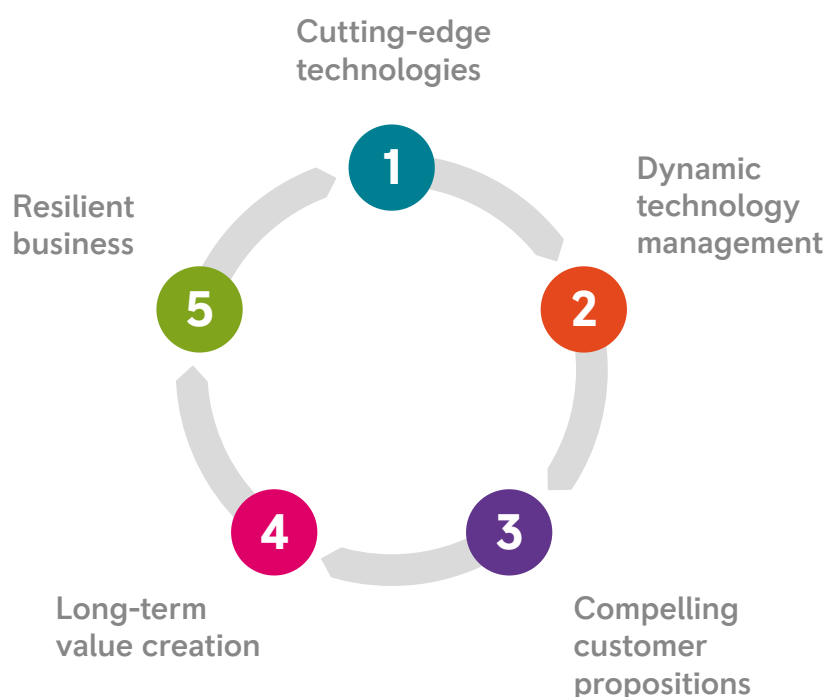 Cutting-edge
technologies
1
Dynamic
technology
management
2
Compelling
customer
propositions
3
Long-term
value creation
4
Resilient
business
5